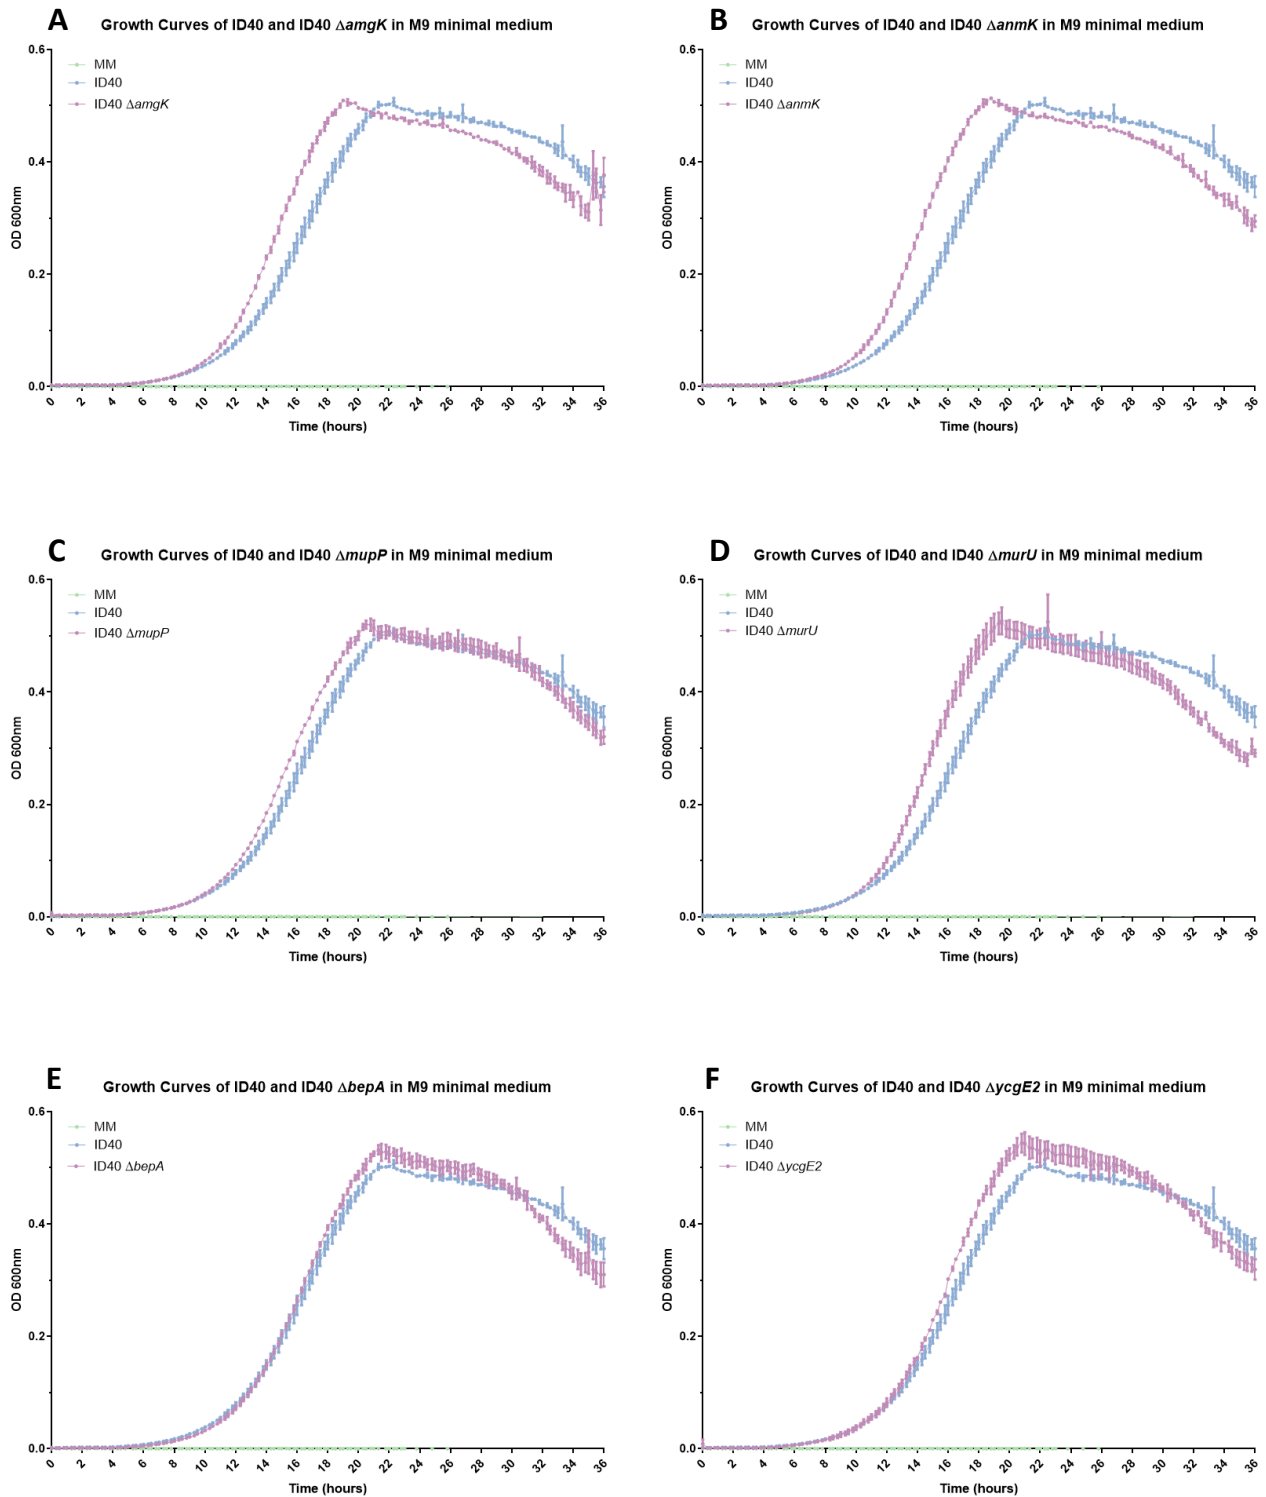 A
Growth Curves of ID40 and ID40 ΔamgK in M9 minimal medium
MM
ID40
ID40 ΔamgK
OD 600nm
0.6
0.4
0.2
0.0
0 2 4 6 8 10 12 14 16 18 20 22 24 26 28 30 32 34 36
Time (hours)
B
Growth Curves of ID40 and ID40 ΔanmK in M9 minimal medium
MM
ID40
ID40 ΔanmK
OD 600nm
0.6
0.4
0.2
0.0
0 2 4 6 8 10 12 14 16 18 20 22 24 26 28 30 32 34 36
Time (hours)
C
Growth Curves of ID40 and ID40 ΔmupP in M9 minimal medium
MM
ID40
ID40 ΔmupP
OD 600nm
0.6
0.4
0.2
0.0
0 2 4 6 8 10 12 14 16 18 20 22 24 26 28 30 32 34 36
Time (hours)
D
Growth Curves of ID40 and ID40 ΔmurU in M9 minimal medium
MM
ID40
ID40 ΔmurU
OD 600nm
0.6
0.4
0.2
0.0
0 2 4 6 8 10 12 14 16 18 20 22 24 26 28 30 32 34 36
Time (hours)
E
Growth Curves of ID40 and ID40 ΔbepA in M9 minimal medium
MM
ID40
ID40 ΔbepA
OD 600nm
0.6
0.4
0.2
0.0
0 2 4 6 8 10 12 14 16 18 20 22 24 26 28 30 32 34 36
Time (hours)
F
Growth Curves of ID40 and ID40 ΔycgE2 in M9 minimal medium
MM
ID40
ID40 ΔycgE2
OD 600nm
0.6
0.4
0.2
0.0
0 2 4 6 8 10 12 14 16 18 20 22 24 26 28 30 32 34 36
Time (hours)